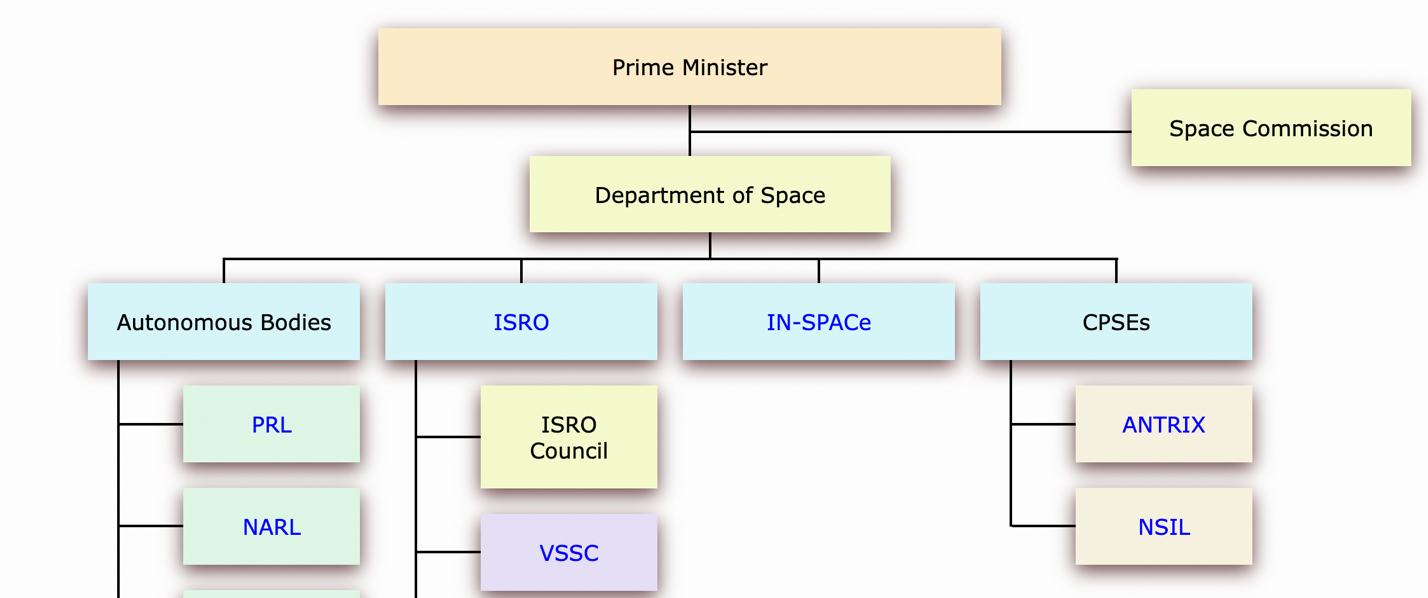 Prime Minister
Space Commission
Department of Space
Autonomous Bodies
ISRO
IN-SPACe
CPSEs
PRL
ISRO
Council
ANTRIX
NARL
VSSC
NSIL